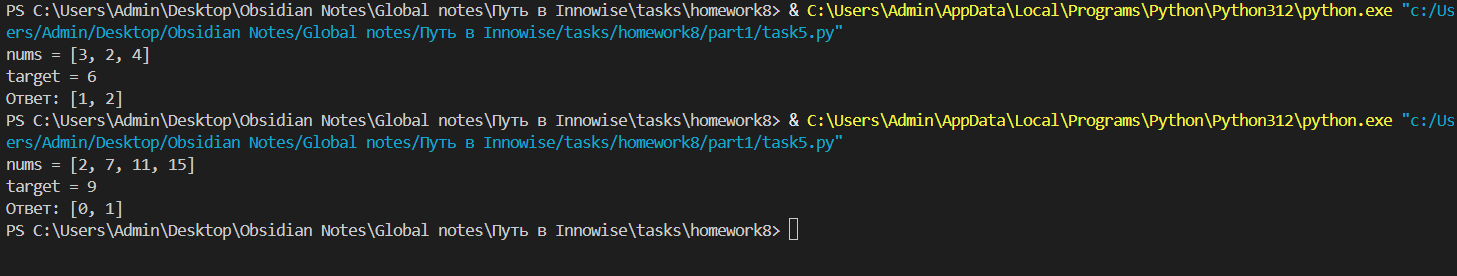 PS C:\Users\Admin\Desktop\Obsidian Notes\Global notes\Путь в Innowise\tasks\homework8> & C:\Users\Admin\AppData\Local\Programs\Python\Python312\python.exe "c:/Us
ers/Admin/Desktop/Obsidian Notes/Global notes/Путь в Innowise/tasks/homework8/part1/task5.py"
nums = [3, 2, 4]
target = 6
Ответ: [1, 2]
PS C:\Users\Admin\Desktop\Obsidian Notes\Global notes\Путь в Innowise\tasks\homework8> & C:\Users\Admin\AppData\Local\Programs\Python\Python312\python.exe "c:/Us
ers/Admin/Desktop/Obsidian Notes/Global notes/Путь в Innowise/tasks/homework8/part1/task5.py"
nums = [2, 7, 11, 15]
target = 9
Ответ: [0, 1]
PS C:\Users\Admin\Desktop\Obsidian Notes\Global notes\Путь в Innowise\tasks\homework8>